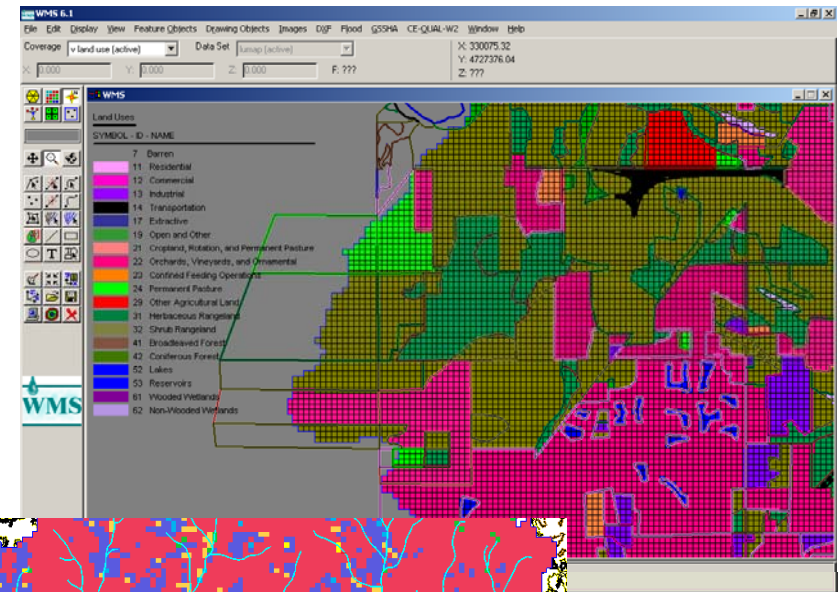 WMS 6.1
File Edit Display View Feature Objects Drawing Objects Images DXF Flood GSSHA CE-QUAL-W2 Window Help
Coverage v land use (active) Data Set lumap (active) X: 330075.32
Y: 4727376.04
X: 0.000 Y: 0.000 Z: 0.000 F: ??? Z: ???
WMS
Land Uses
SYMBOL - ID - NAME
7 Barren
11 Residential
12 Commercial
13 Industrial
14 Transportation
17 Extractive
19 Open and Other
21 Cropland, Rotation, and Permanent Pasture
22 Orchards, Vineyards, and Ornamental
23 Confined Feeding Operations
24 Permanent Pasture
29 Other Agricultural Land
31 Herbaceous Rangeland
32 Shrub Rangeland
41 Broadleaved Forest
42 Coniferous Forest
52 Lakes
53 Reservoirs
61 Wooded Wetlands
62 Non-Wooded Wetlands
T
WMS